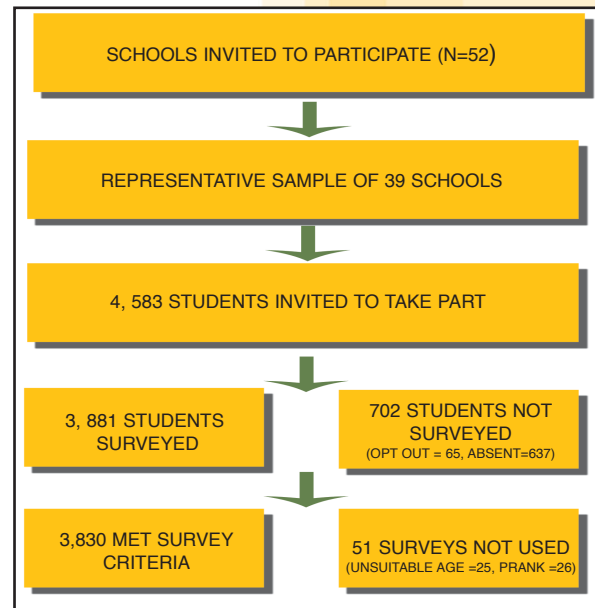 SCHOOLS INVITED TO PARTICIPATE (N=52)
REPRESENTATIVE SAMPLE OF 39 SCHOOLS
4, 583 STUDENTS INVITED TO TAKE PART
3, 881 STUDENTS
SURVEYED
702 STUDENTS NOT
SURVEYED
(OPT OUT = 65, ABSENT=637)
3,830 MET SURVEY
CRITERIA
51 SURVEYS NOT USED
(UNSUITABLE AGE =25, PRANK =26)